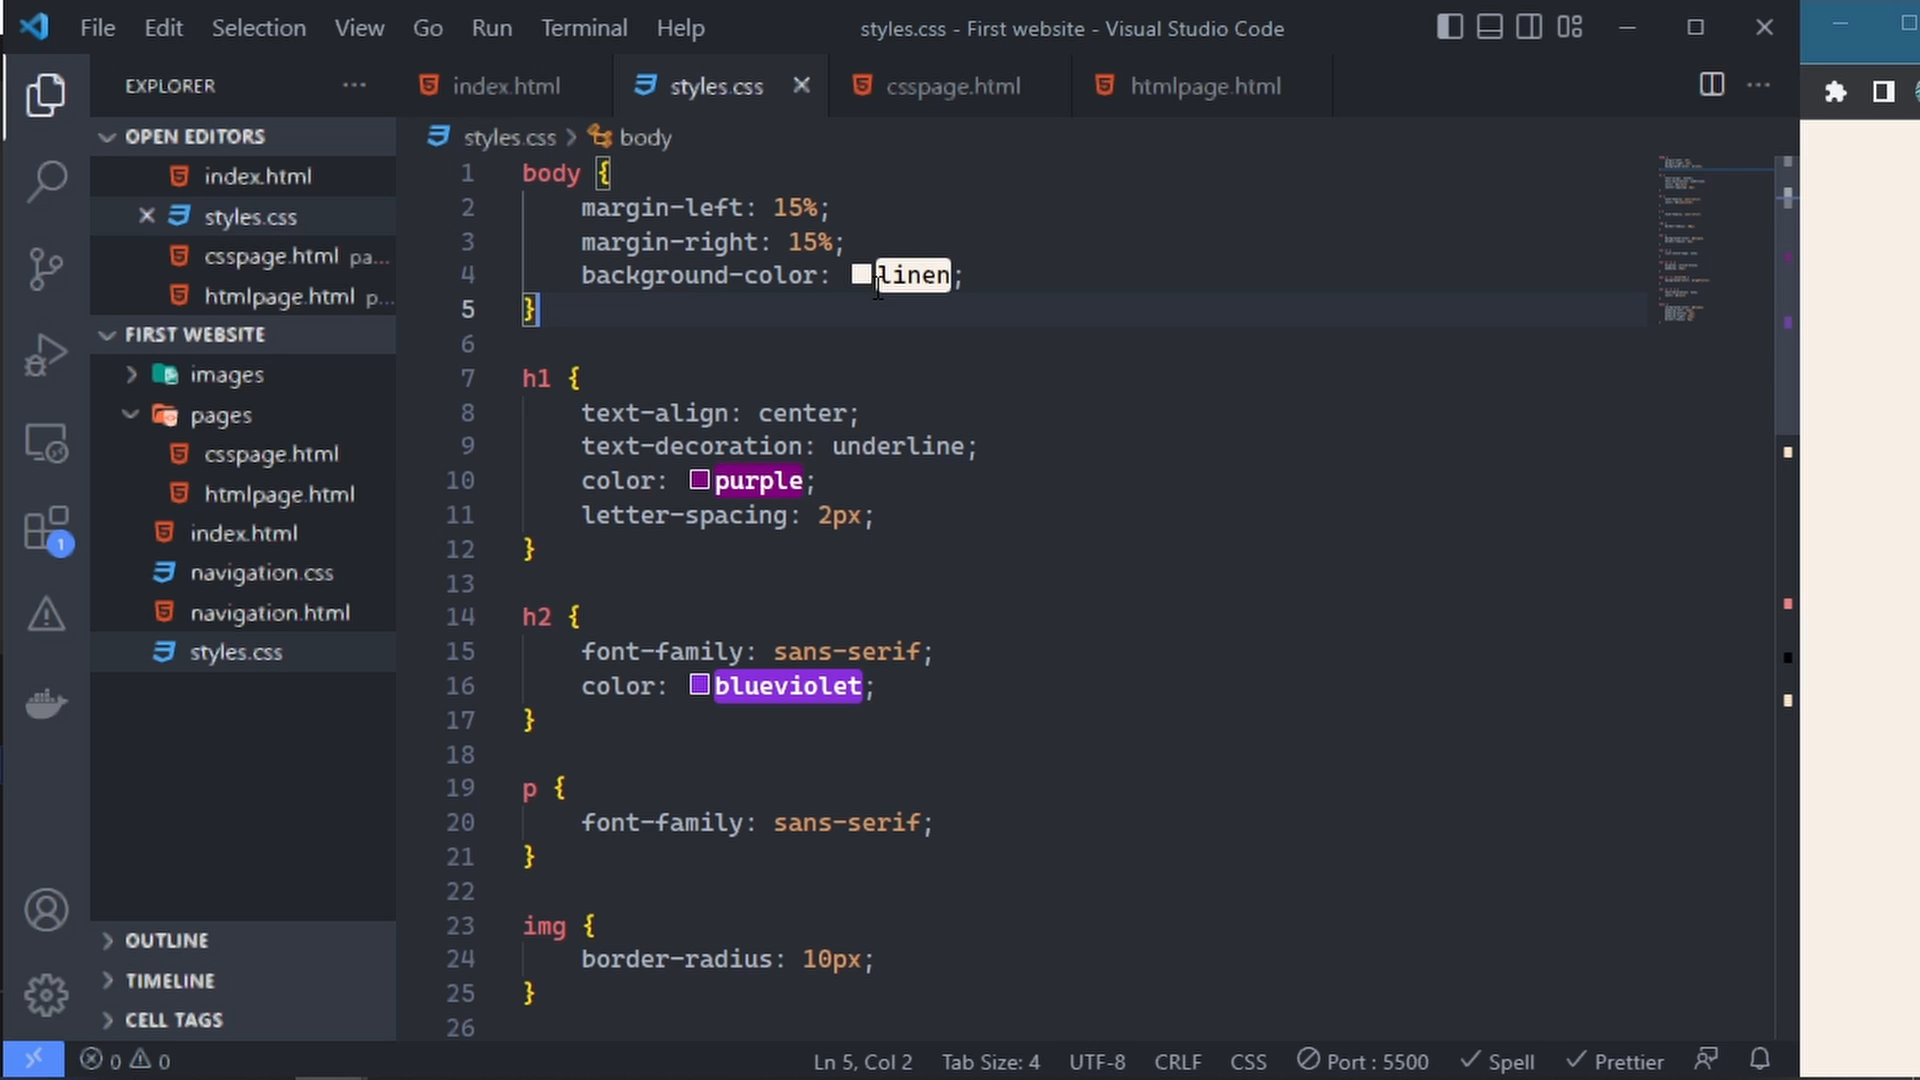 File Edit Selection View Go Run Terminal Help styles.css - First website - Visual Studio Code
EXPLORER
index.html styles.css csspage.html htmlpage.html
OPEN EDITORS
index.html
styles.css
csspage.html pa...
htmlpage.html p...
FIRST WEBSITE
images
pages
csspage.html
htmlpage.html
index.html
navigation.css
navigation.html
styles.css
OUTLINE
TIMELINE
CELL TAGS
1
styles.css > body
1 body {
2 margin-left: 15%;
3 margin-right: 15%;
4 background-color: linen;
5 }
6
7 h1 {
8 text-align: center;
9 text-decoration: underline;
10 color: purple;
11 letter-spacing: 2px;
12 }
13
14 h2 {
15 font-family: sans-serif;
16 color: blueviolet;
17 }
18
19 p {
20 font-family: sans-serif;
21 }
22
23 img {
24 border-radius: 10px;
25 }
26
0 0 Ln 5, Col 2 Tab Size: 4 UTF-8 CRLF CSS Port : 5500 Spell Prettier